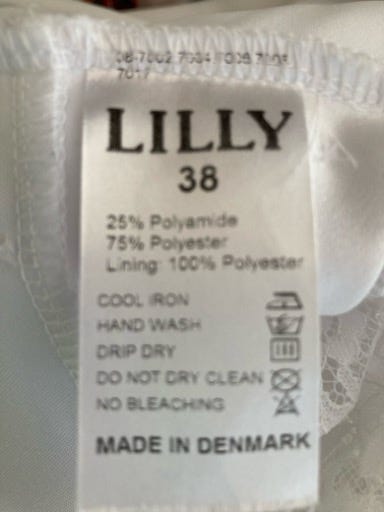 7017
LILLY
38
25% Polyamide
75% Polyester
Lining: 100% Polyester
COOL IRON
HAND WASH
DRIP DRY
DO NOT DRY CLEAN
NO BLEACHING
MADE IN DENMARK